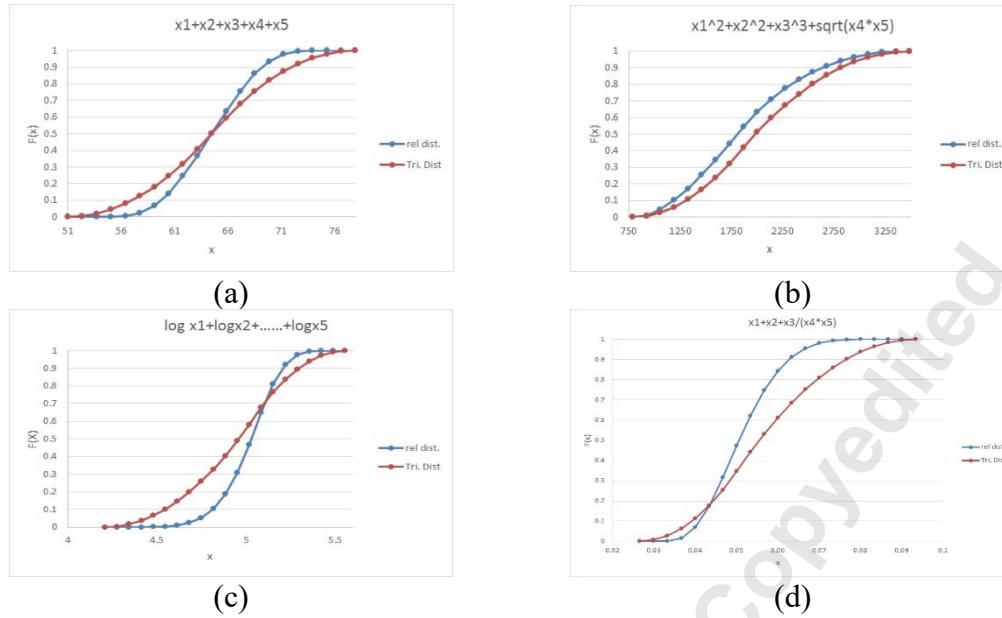 x1+x2+x3+x4+x5
1
0.9
0.8
0.7
0.6
0.5
0.4
0.3
0.2
0.1
0
F(x)
51 56 61 66 71 76
x
rel dist.
Tri. Dist
(a)
x1^2+x2^2+x3^3+sqrt(x4*x5)
1
0.9
0.8
0.7
0.6
0.5
0.4
0.3
0.2
0.1
0
F(x)
750 1250 1750 2250 2750 3250
x
rel dist.
Tri. Dist
(b)
log x1+logx2+......+logx5
1
0.9
0.8
0.7
0.6
0.5
0.4
0.3
0.2
0.1
0
F(X)
4 4.5 5 5.5
x
rel dist.
Tri. Dist
(c)
x1+x2+x3/(x4*x5)
1
0.9
0.8
0.7
0.6
0.5
0.4
0.3
0.2
0.1
0
F(x)
0.02 0.03 0.04 0.05 0.06 0.07 0.08 0.09 0.1
x
rel dist.
Tri. Dist
(d)
Copyedited